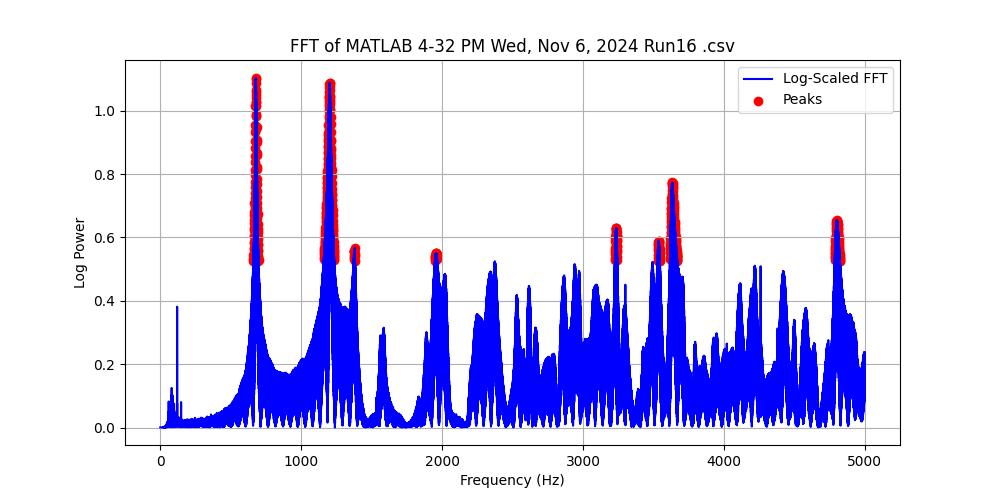 FFT of MATLAB 4-32 PM Wed, Nov 6, 2024 Run16 .csv
Log-Scaled FFT
Peaks
Log Power
1.0
0.8
0.6
0.4
0.2
0.0
0 1000 2000 3000 4000 5000
Frequency (Hz)